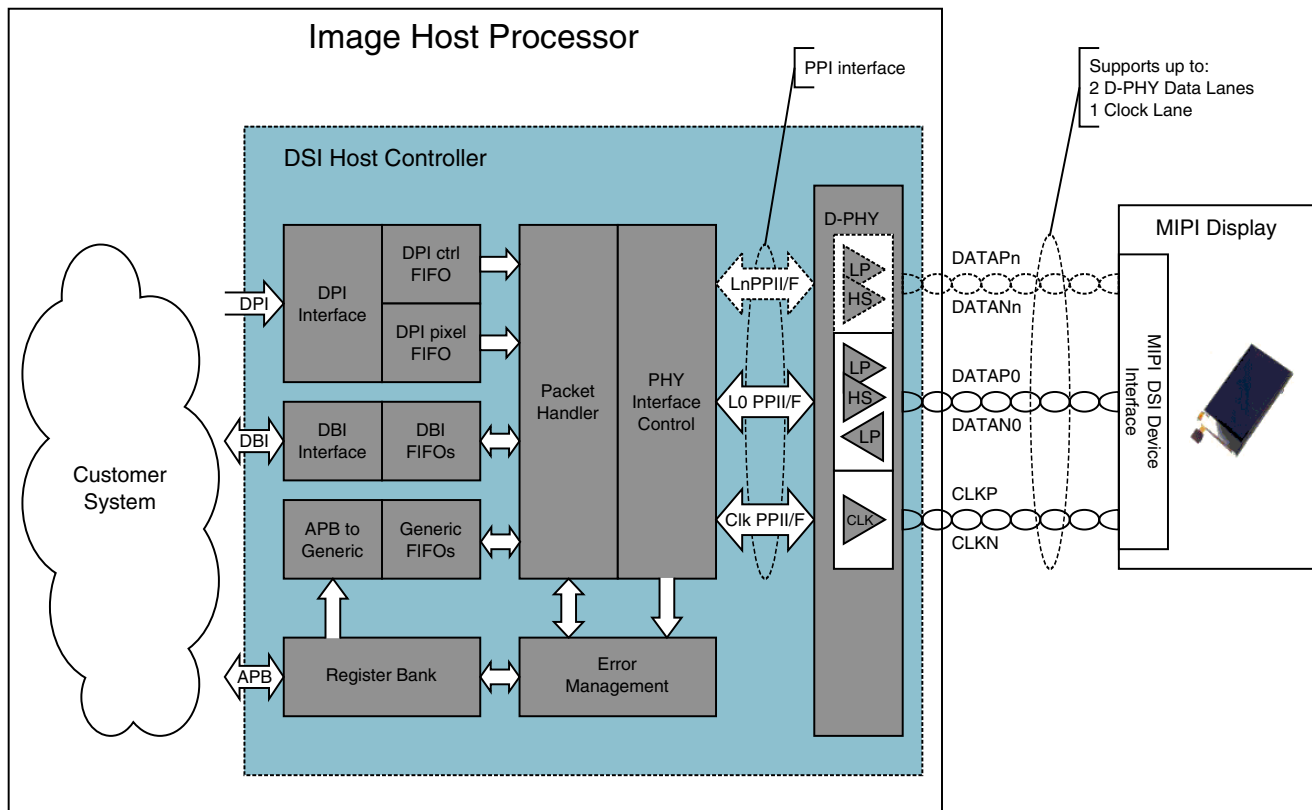 Image Host Processor
PPI interface
Supports up to:
2 D-PHY Data Lanes
1 Clock Lane
DSI Host Controller
D-PHY
MIPI Display
DPI
DPI
Interface
DPI ctrl
FIFO
DPI pixel
FIFO
Packet
Handler
PHY
Interface
Control
LnPPII/F
LP
HS
DATAPn
DATANn
L0 PPII/F
LP
HS
LP
DATAP0
DATAN0
MIPI DSI Device
Interface
Customer
System
DBI
DBI
Interface
DBI
FIFOs
APB to
Generic
Generic
FIFOs
Clk PPII/F
CLK
CLKP
CLKN
APB
Register Bank
Error
Management